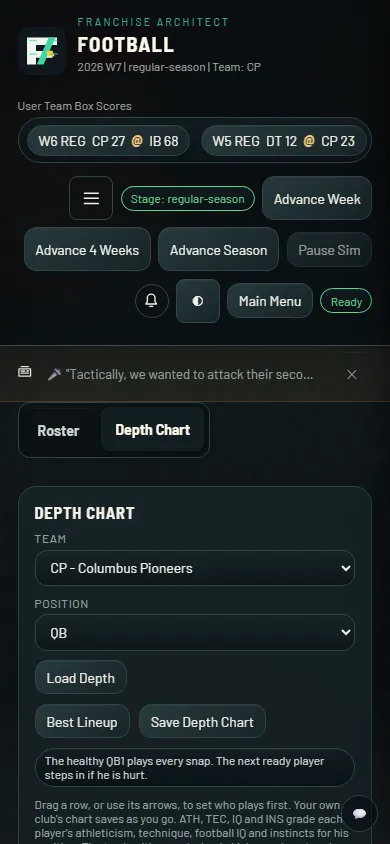 FRANCHISE ARCHITECT
FOOTBALL
2026 W7 | regular-season | Team: CP
User Team Box Scores
W6 REG CP 27 @ IB 68
W5 REG DT 12 @ CP 23
Stage: regular-season
Advance Week
Advance 4 Weeks
Advance Season
Pause Sim
Main Menu
Ready
"Tactically, we wanted to attack their seco...
Roster
Depth Chart
DEPTH CHART
TEAM
CP - Columbus Pioneers
POSITION
QB
Load Depth
Best Lineup
Save Depth Chart
The healthy QB1 plays every snap. The next ready player
steps in if he is hurt.
Drag a row, or use its arrows, to set who plays first. Your own
club's chart saves as you go. ATH, TEC, IQ and INS grade each
player's athleticism, technique, football IQ and instincts for his